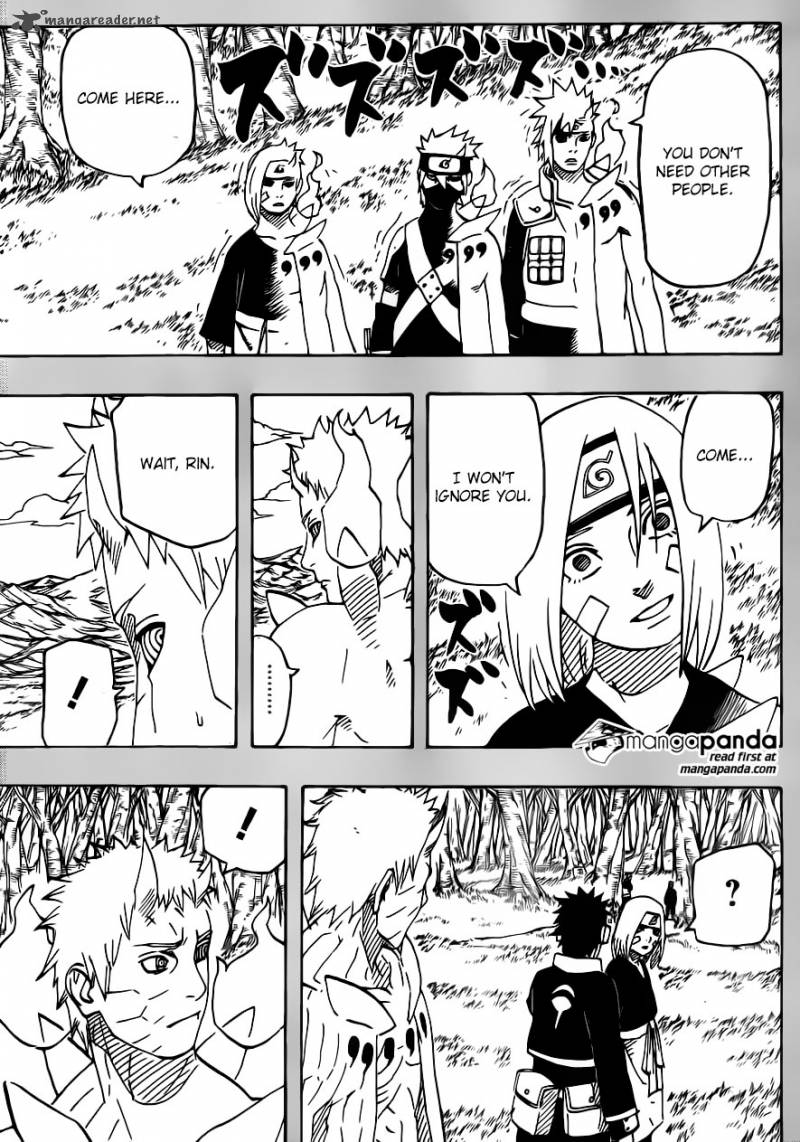 mangareader.net
YOU DON'T
NEED OTHER
PEOPLE.
ズズズズ...
COME HERE...
COME...
I WON'T
IGNORE YOU.
ズズ
mangapanda
read first at
mangapanda.com
.........
WAIT, RIN.
!
?
!